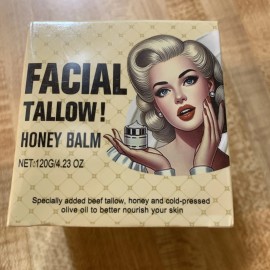 FACIAL
TALLOW!
HONEY BALM
NET:120G/4.23 OZ
Specially added beef tallow, honey and cold-pressed
olive oil to better nourish your skin